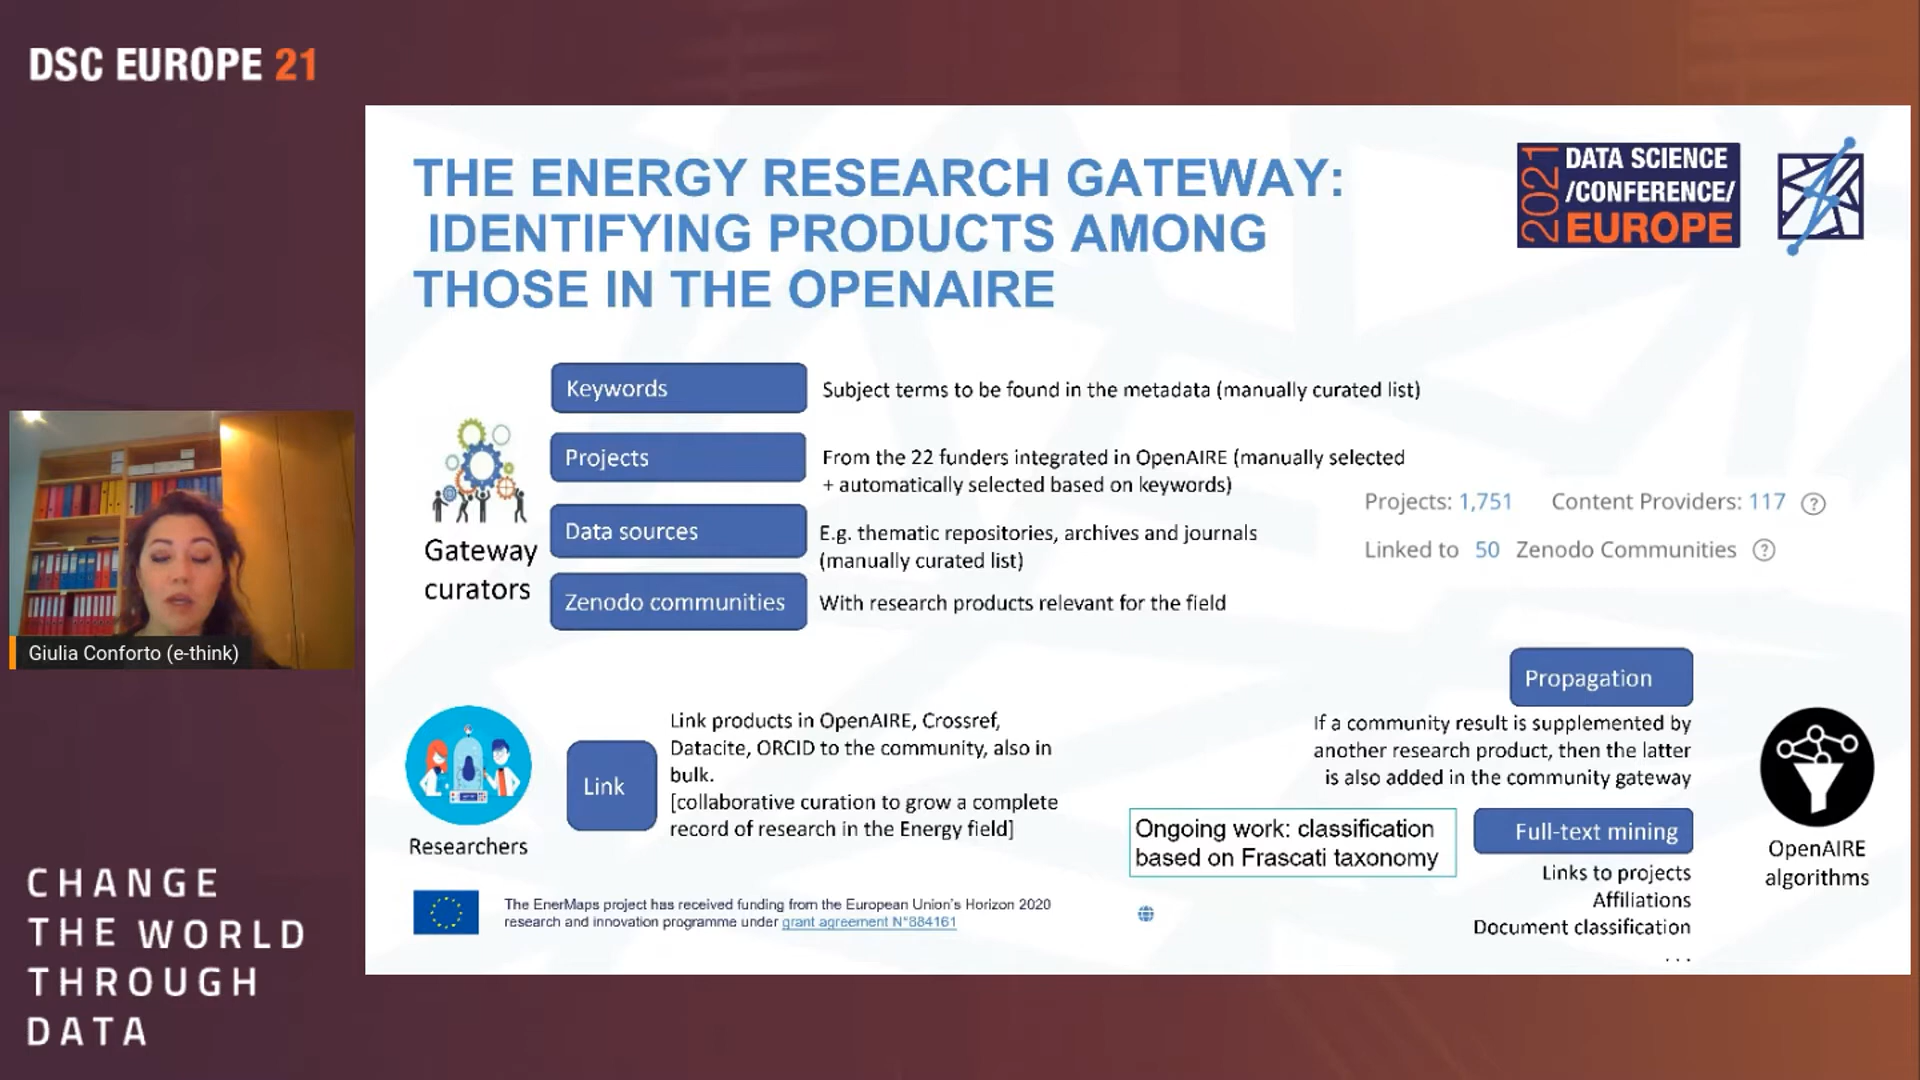 DSC EUROPE 21
THE ENERGY RESEARCH GATEWAY:
IDENTIFYING PRODUCTS AMONG
THOSE IN THE OPENAIRE
2021
DATA SCIENCE
/CONFERENCE/
EUROPE
Keywords
Subject terms to be found in the metadata (manually curated list)
Projects
From the 22 funders integrated in OpenAIRE (manually selected
+ automatically selected based on keywords)
Data sources
E.g. thematic repositories, archives and journals
(manually curated list)
Zenodo communities
With research products relevant for the field
Gateway
curators
Projects: 1,751 Content Providers: 117 ?
Linked to 50 Zenodo Communities ?
Giulia Conforto (e-think)
Researchers
Link
Link products in OpenAIRE, Crossref,
Datacite, ORCID to the community, also in
bulk.
[collaborative curation to grow a complete
record of research in the Energy field]
Propagation
If a community result is supplemented by
another research product, then the latter
is also added in the community gateway
Ongoing work: classification
based on Frascati taxonomy
Full-text mining
Links to projects
Affiliations
Document classification
...
OpenAIRE
algorithms
The EnerMaps project has received funding from the European Union's Horizon 2020
research and innovation programme under grant agreement N°884161
CHANGE
THE WORLD
THROUGH
DATA